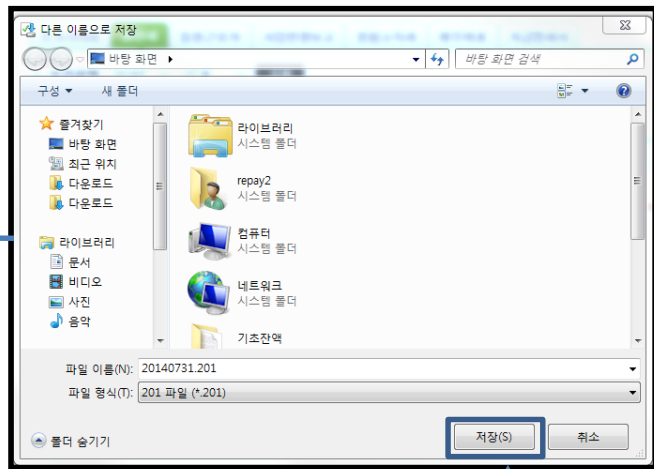 다른 이름으로 저장
바탕 화면
바탕 화면 검색
구성 새 폴더
즐겨찾기
바탕 화면
최근 위치
다운로드
다운로드
라이브러리
문서
비디오
사진
음악
라이브러리
시스템 폴더
repay2
시스템 폴더
컴퓨터
시스템 폴더
네트워크
시스템 폴더
기초잔액
파일 이름(N): 20140731.201
파일 형식(T): 201 파일 (*.201)
폴더 숨기기
저장(S) 취소